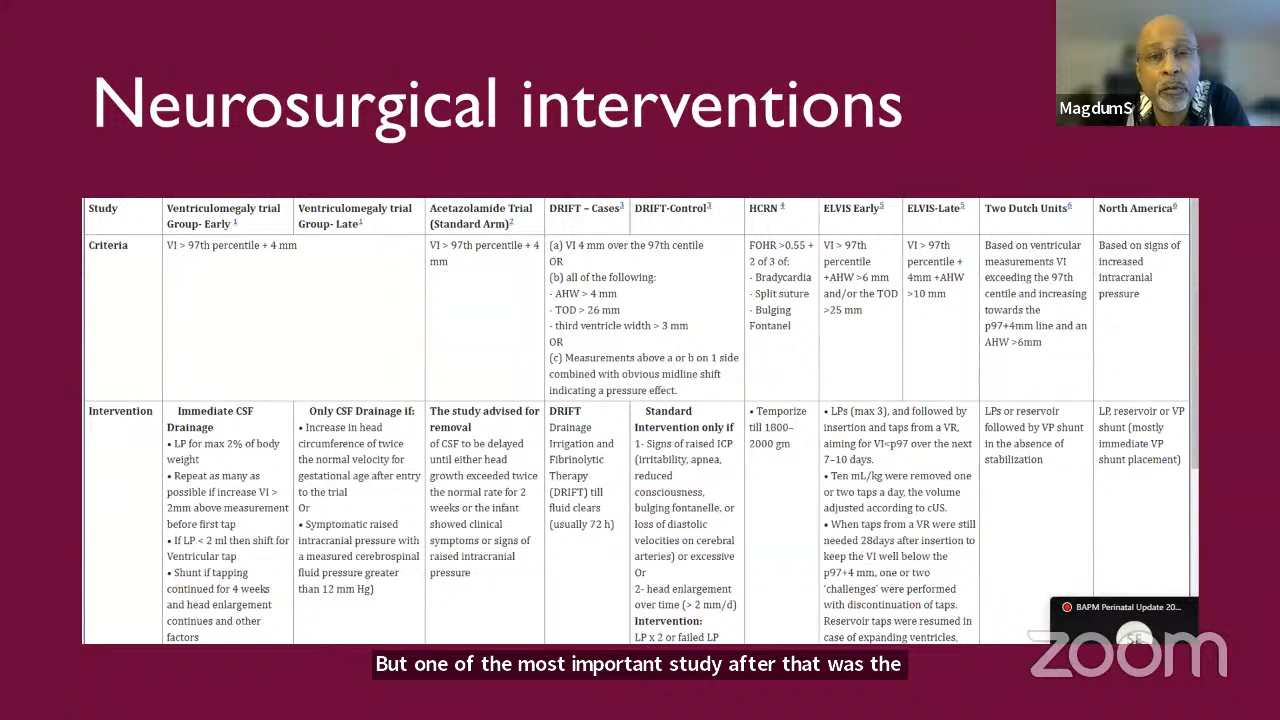 Neurosurgical interventions
MagdumS
Study
Ventriculomegaly trial
Group- Early 1
Ventriculomegaly trial
Group- Late1
Acetazolamide Trial
(Standard Arm)2
DRIFT – Cases3
DRIFT-Control3
HCRN 4
ELVIS Early5
ELVIS-Late5
Two Dutch Units6
North America6
Criteria
VI > 97th percentile + 4 mm
VI > 97th percentile + 4
mm
(a) VI 4 mm over the 97th centile
OR
(b) all of the following:
- AHW > 4 mm
- TOD > 26 mm
- third ventricle width > 3 mm
OR
(c) Measurements above a or b on 1 side
combined with obvious midline shift
indicating a pressure effect.
FOHR >0.55 +
2 of 3 of:
- Bradycardia
- Split suture
- Bulging
Fontanel
VI > 97th
percentile
+AHW >6 mm
and/or the TOD
>25 mm
VI > 97th
percentile +
4mm +AHW
>10 mm
Based on ventricular
measurements VI
exceeding the 97th
centile and increasing
towards the
p97+4mm line and an
AHW >6mm
Based on signs of
increased
intracranial
pressure
Intervention
Immediate CSF
Drainage
• LP for max 2% of body
weight
• Repeat as many as
possible if increase VI >
2mm above measurement
before first tap
• If LP < 2 ml then shift for
Ventricular tap
• Shunt if tapping
continued for 4 weeks
and head enlargement
continues and other
factors
Only CSF Drainage if:
• Increase in head
circumference of twice
the normal velocity for
gestational age after entry
to the trial
Or
• Symptomatic raised
intracranial pressure with
a measured cerebrospinal
fluid pressure greater
than 12 mm Hg)
The study advised for
removal
of CSF to be delayed
until either head
growth exceeded twice
the normal rate for 2
weeks or the infant
showed clinical
symptoms or signs of
raised intracranial
pressure
DRIFT
Drainage
Irrigation and
Fibrinolytic
Therapy
(DRIFT) till
fluid clears
(usually 72 h)
Standard
Intervention only if
1- Signs of raised ICP
(irritability, apnea,
reduced
consciousness,
bulging fontanelle, or
loss of diastolic
velocities on cerebral
arteries) or excessive
Or
2- head enlargement
over time (> 2 mm/d)
Intervention:
LP x 2 or failed LP
• Temporize
till 1800–
2000 gm
• LPs (max 3), and followed by
insertion and taps from a VR,
aiming for VI<p97 over the next
7–10 days.
• Ten mL/kg were removed one
or two taps a day, the volume
adjusted according to cUS.
• When taps from a VR were still
needed 28days after insertion to
keep the VI well below the
p97+4 mm, one or two
'challenges' were performed
with discontinuation of taps.
Reservoir taps were resumed in
case of expanding ventricles,
LPs or reservoir
followed by VP shunt
in the absence of
stabilization
LP, reservoir or VP
shunt (mostly
immediate VP
shunt placement)
BAPM Perinatal Update 20...
SE
zoom
But one of the most important study after that was the